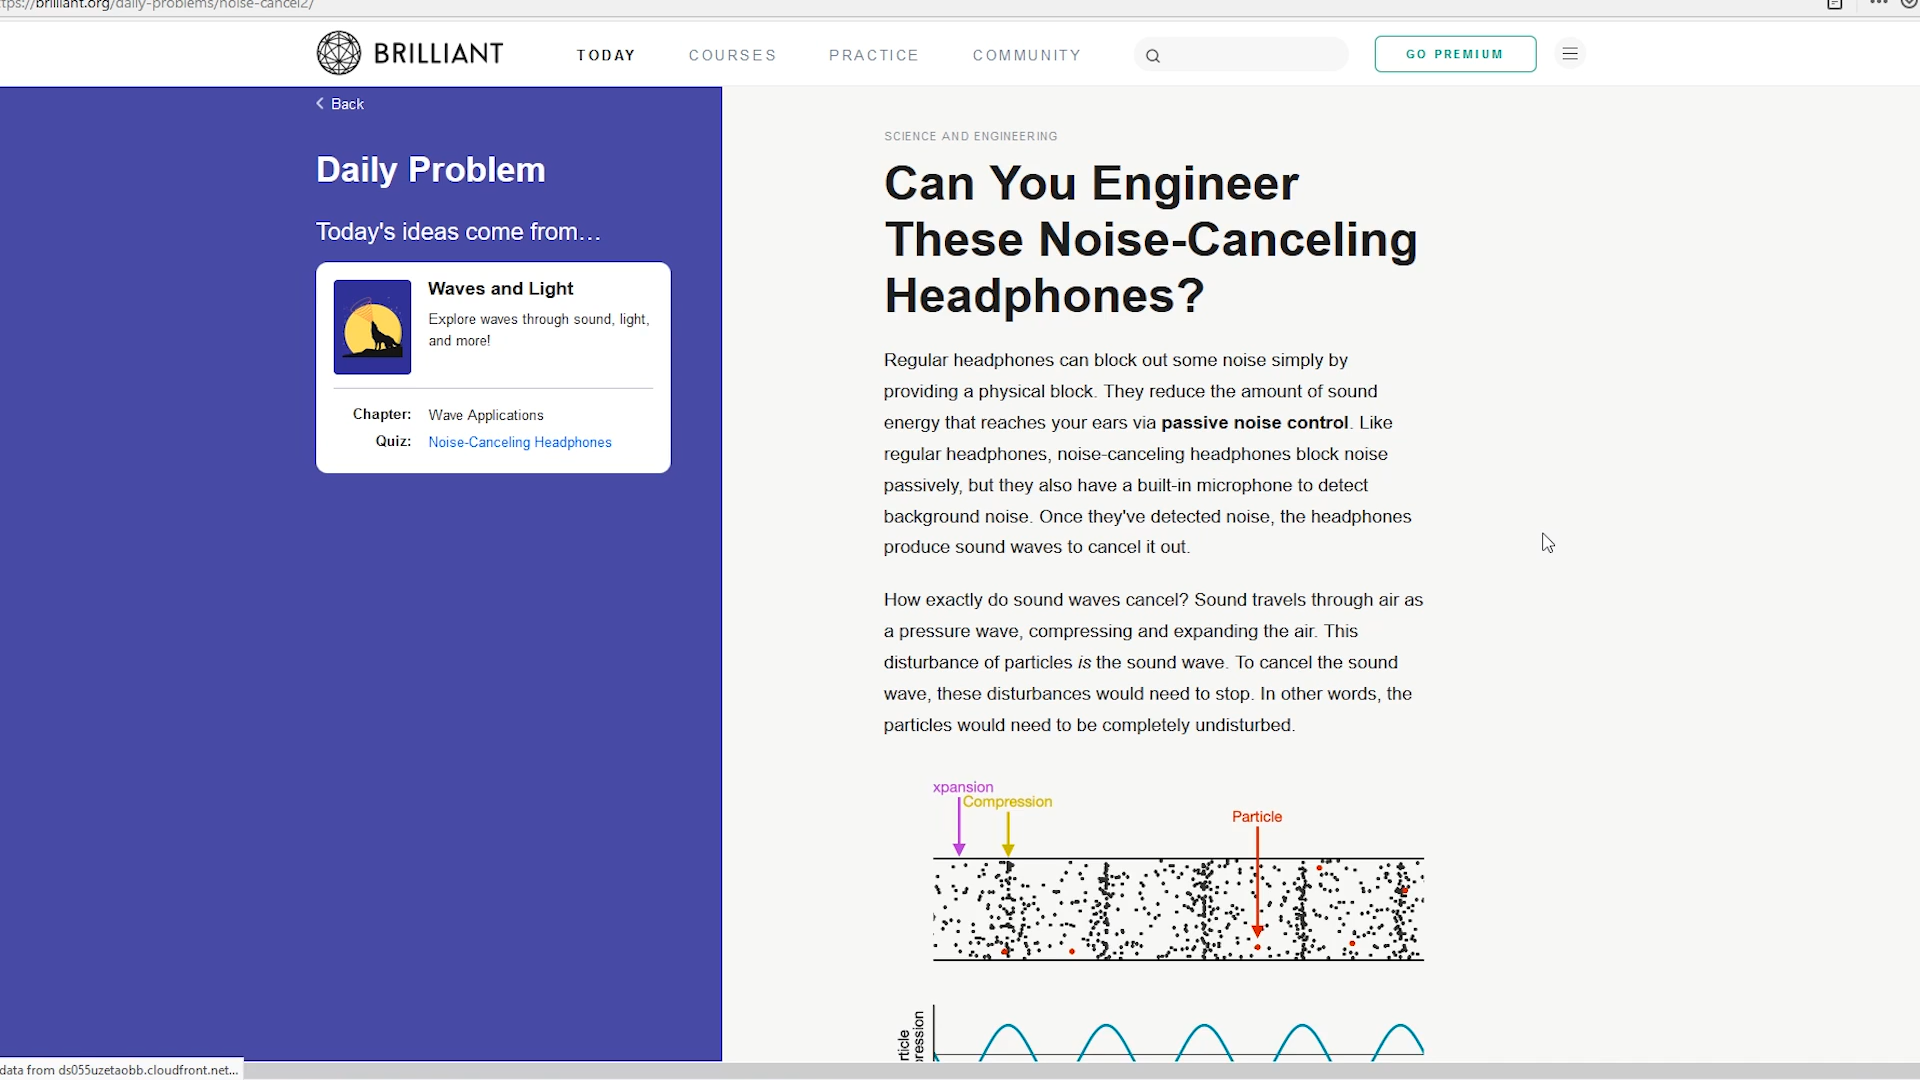 tps://brilliant.org/daily-problems/noise-cancel2/
BRILLIANT
TODAY
COURSES
PRACTICE
COMMUNITY
GO PREMIUM
Back
Daily Problem
Today's ideas come from…
Waves and Light
Explore waves through sound, light,
and more!
Chapter: Wave Applications
Quiz: Noise-Canceling Headphones
SCIENCE AND ENGINEERING
Can You Engineer
These Noise-Canceling
Headphones?
Regular headphones can block out some noise simply by
providing a physical block. They reduce the amount of sound
energy that reaches your ears via passive noise control. Like
regular headphones, noise-canceling headphones block noise
passively, but they also have a built-in microphone to detect
background noise. Once they've detected noise, the headphones
produce sound waves to cancel it out.
How exactly do sound waves cancel? Sound travels through air as
a pressure wave, compressing and expanding the air. This
disturbance of particles is the sound wave. To cancel the sound
wave, these disturbances would need to stop. In other words, the
particles would need to be completely undisturbed.
xpansion
Compression
Particle
rticle
ression
data from ds055uzetaobb.cloudfront.net...